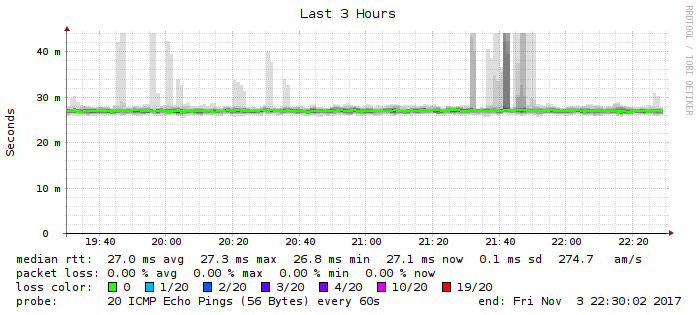 Last 3 Hours
RRDTOOL / TOBI OETIKER
Seconds
40 m
30 m
20 m
10 m
0
19:40 20:00 20:20 20:40 21:00 21:20 21:40 22:00 22:20
median rtt: 27.0 ms avg 27.3 ms max 26.8 ms min 27.1 ms now 0.1 ms sd 274.7 am/s
packet loss: 0.00 % avg 0.00 % max 0.00 % min 0.00 % now
loss color: 0 1/20 2/20 3/20 4/20 10/20 19/20
probe: 20 ICMP Echo Pings (56 Bytes) every 60s end: Fri Nov 3 22:30:02 2017